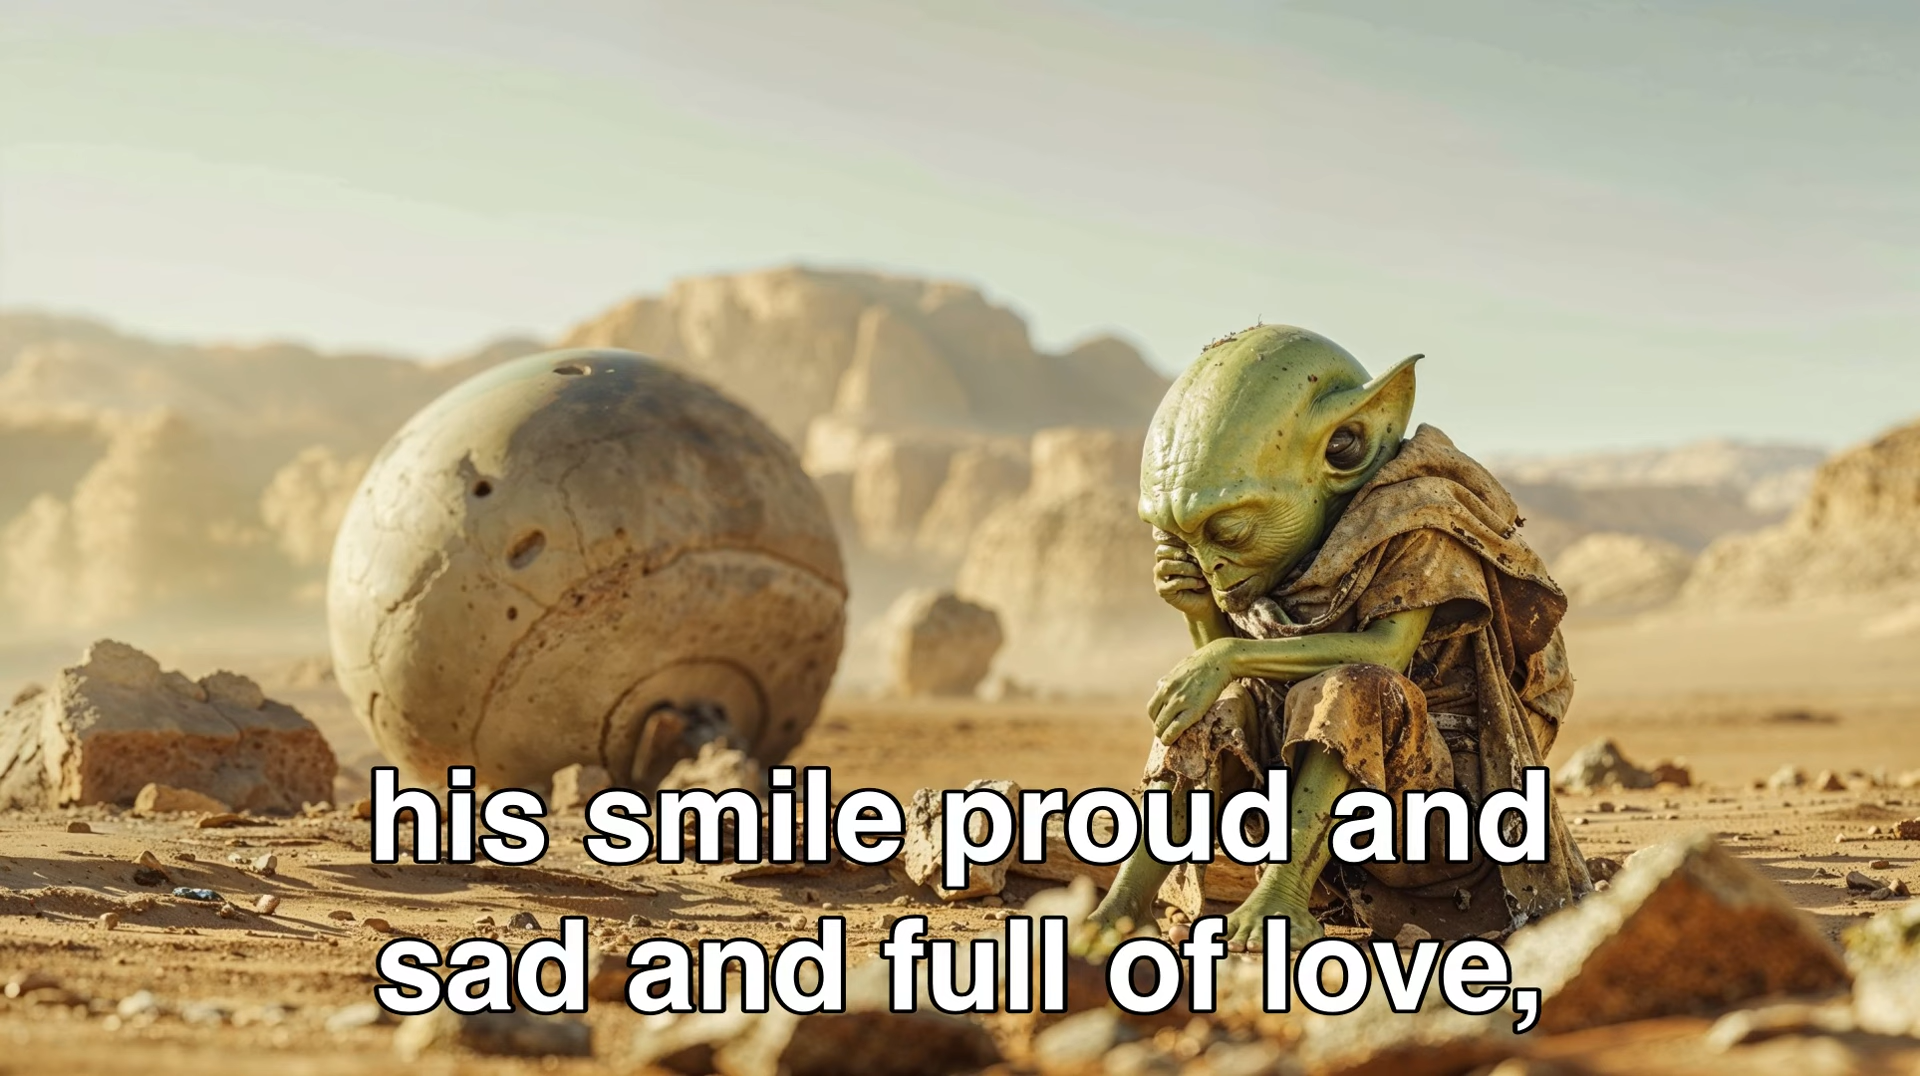 his smile proud and
sad and full of love,